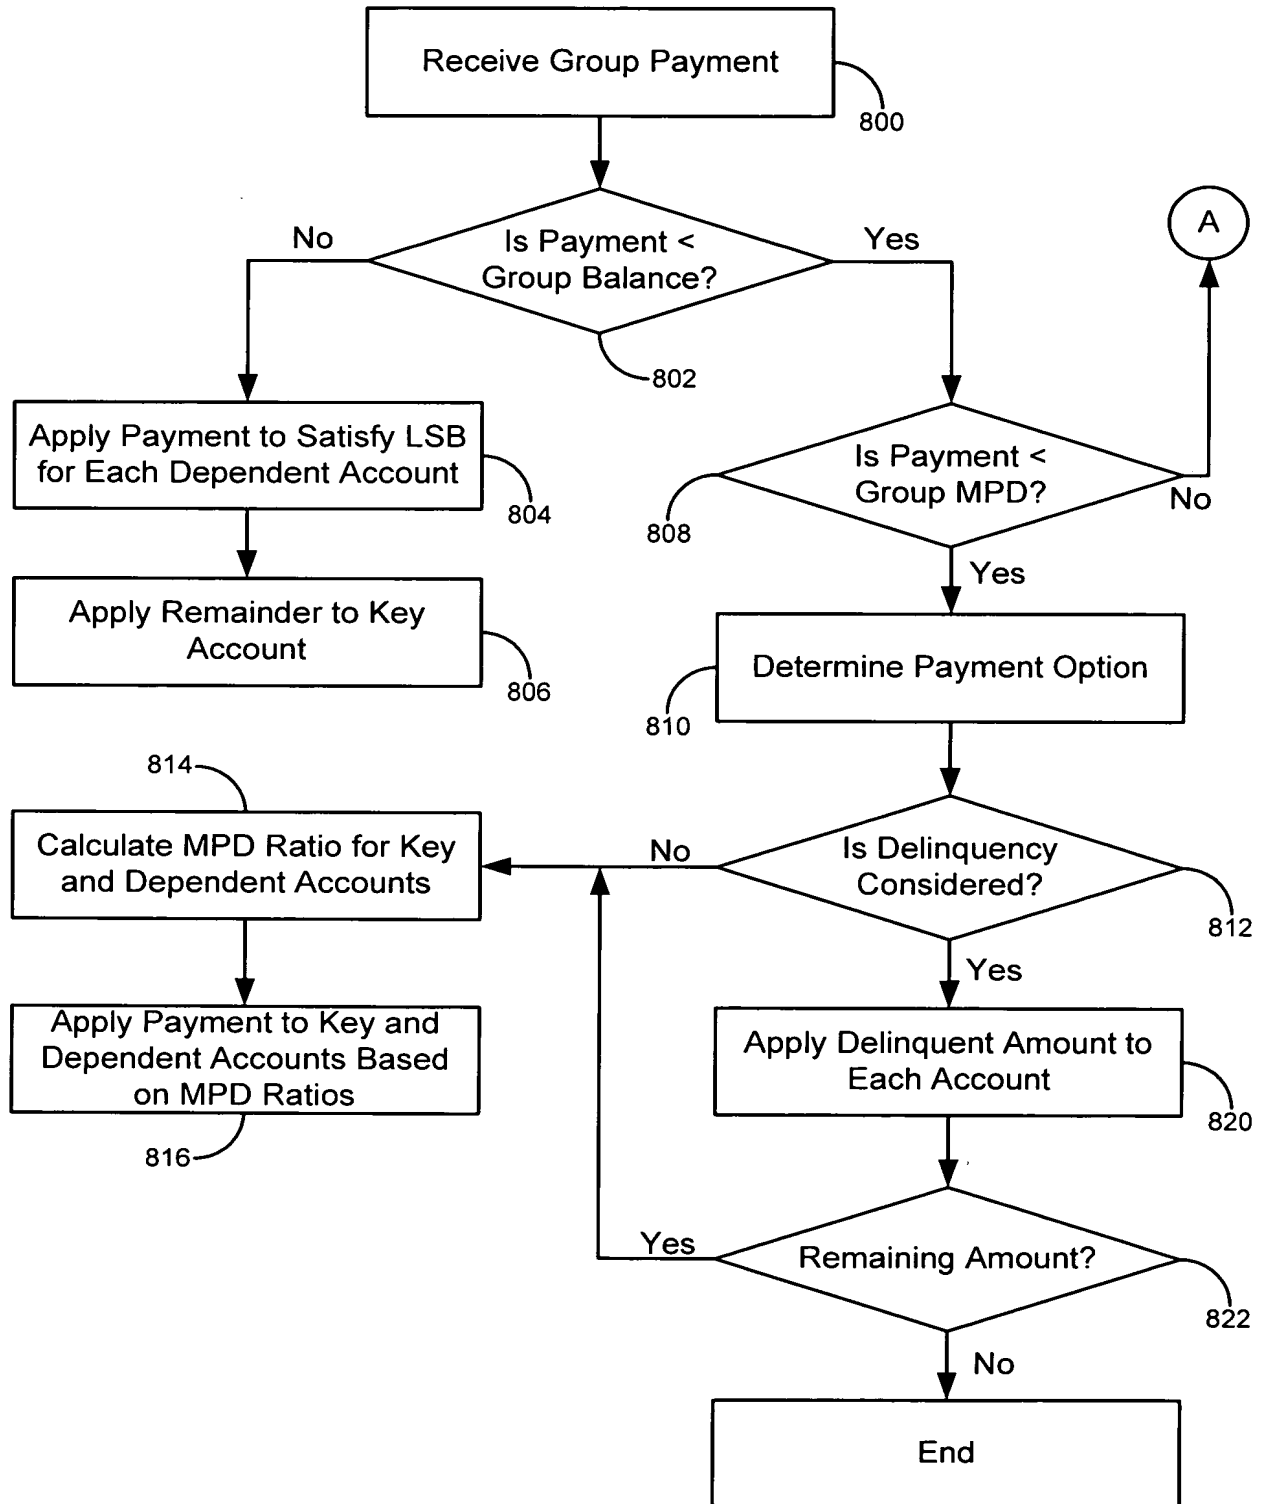 Receive Group Payment
800
A
No
Is Payment <
Group Balance?
Yes
802
Apply Payment to Satisfy LSB
for Each Dependent Account
804
Is Payment <
Group MPD?
808
No
Yes
Apply Remainder to Key
Account
806
Determine Payment Option
810
814
Calculate MPD Ratio for Key
and Dependent Accounts
No
Is Delinquency
Considered?
812
Yes
Apply Payment to Key and
Dependent Accounts Based
on MPD Ratios
816
Apply Delinquent Amount to
Each Account
820
Yes
Remaining Amount?
822
No
End